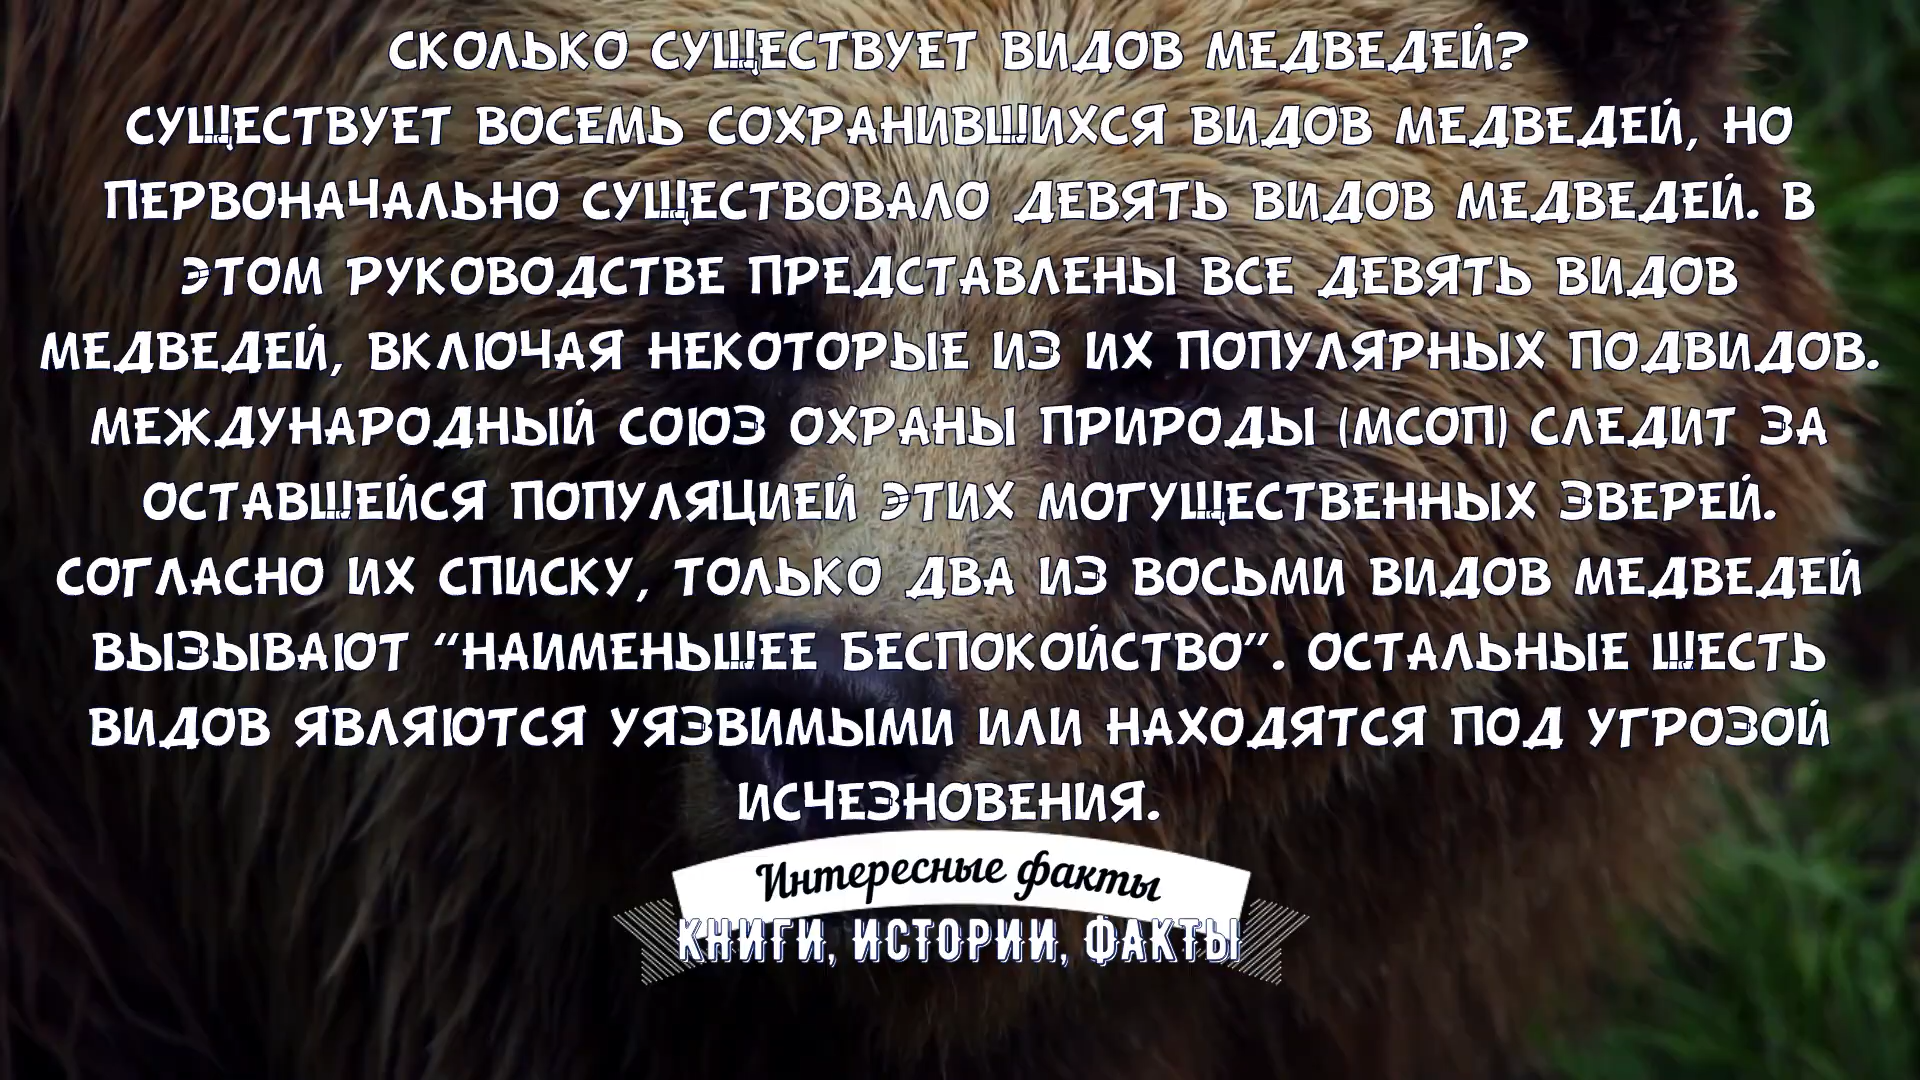 СКОЛЬКО СУЩЕСТВУЕТ ВИДОВ МЕДВЕДЕЙ?
СУЩЕСТВУЕТ ВОСЕМЬ СОХРАНИВШИХСЯ ВИДОВ МЕДВЕДЕЙ, НО
ПЕРВОНАЧАЛЬНО СУЩЕСТВОВАЛО ДЕВЯТЬ ВИДОВ МЕДВЕДЕЙ. В
ЭТОМ РУКОВОДСТВЕ ПРЕДСТАВЛЕНЫ ВСЕ ДЕВЯТЬ ВИДОВ
МЕДВЕДЕЙ, ВКЛЮЧАЯ НЕКОТОРЫЕ ИЗ ИХ ПОПУЛЯРНЫХ ПОДВИДОВ.
МЕЖДУНАРОДНЫЙ СОЮЗ ОХРАНЫ ПРИРОДЫ (МСОП) СЛЕДИТ ЗА
ОСТАВШЕЙСЯ ПОПУЛЯЦИЕЙ ЭТИХ МОГУЩЕСТВЕННЫХ ЗВЕРЕЙ.
СОГЛАСНО ИХ СПИСКУ, ТОЛЬКО ДВА ИЗ ВОСЬМИ ВИДОВ МЕДВЕДЕЙ
ВЫЗЫВАЮТ “НАИМЕНЬШЕЕ БЕСПОКОЙСТВО”. ОСТАЛЬНЫЕ ШЕСТЬ
ВИДОВ ЯВЛЯЮТСЯ УЯЗВИМЫМИ ИЛИ НАХОДЯТСЯ ПОД УГРОЗОЙ
ИСЧЕЗНОВЕНИЯ.
Интересные факты
КНИГИ, ИСТОРИИ, ФАКТЫ